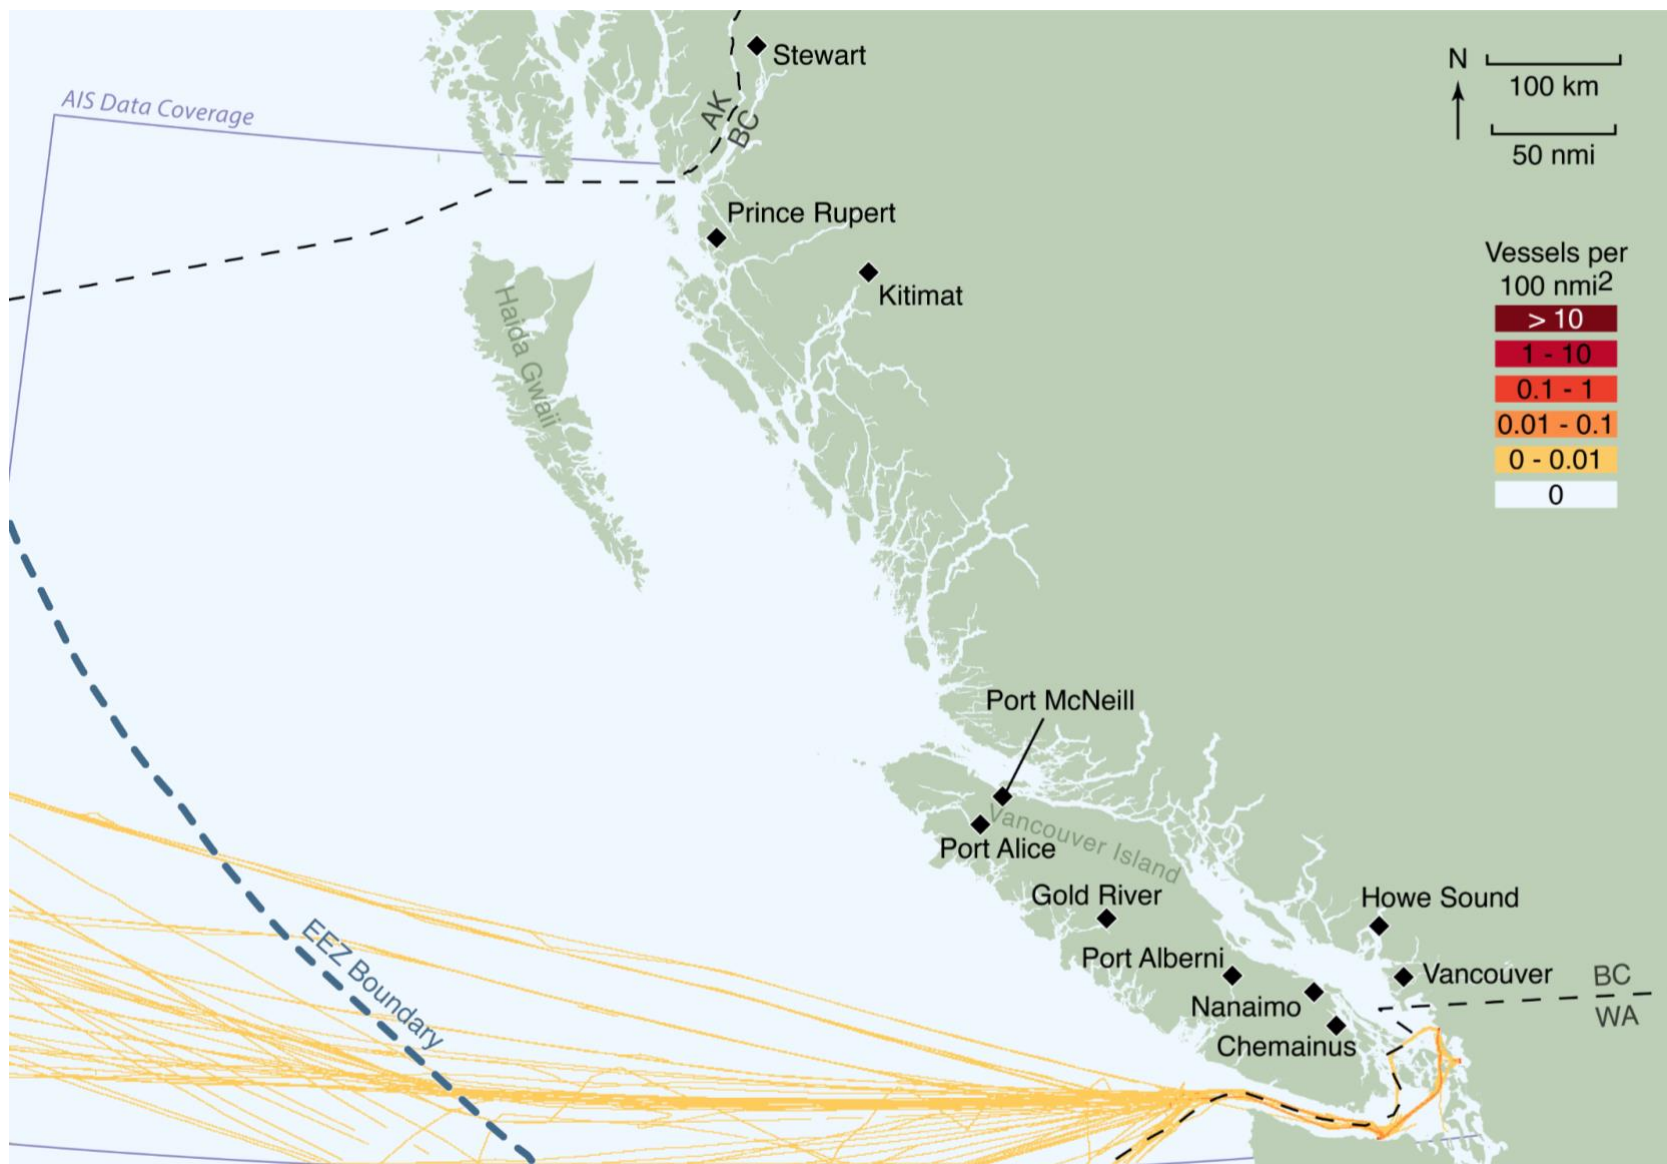 Stewart
N
100 km
50 nmi
AIS Data Coverage
AK
BC
Prince Rupert
Kitimat
Haida Gwaii
Vessels per
100 nmi2
> 10
1 - 10
0.1 - 1
0.01 - 0.1
0 - 0.01
0
Port McNeill
Vancouver Island
Port Alice
Gold River
Howe Sound
Port Alberni
Vancouver
BC
WA
Nanaimo
Chemainus
EEZ Boundary